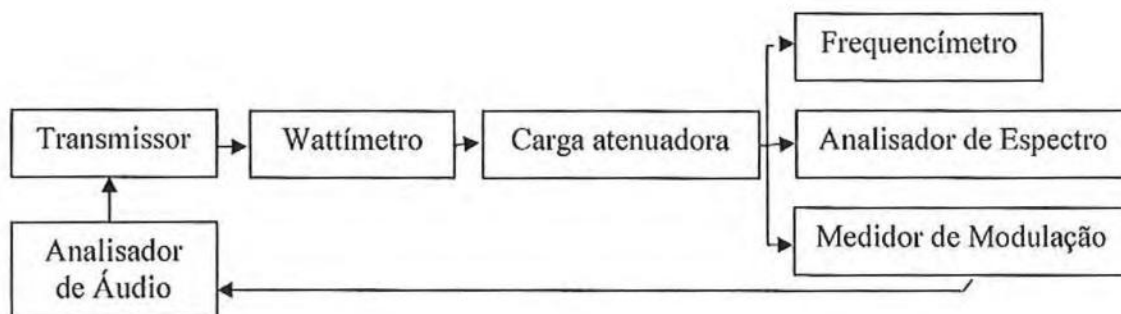 Frequencímetro
Transmissor
Wattímetro
Carga atenuadora
Analisador de Espectro
Analisador
de Áudio
Medidor de Modulação